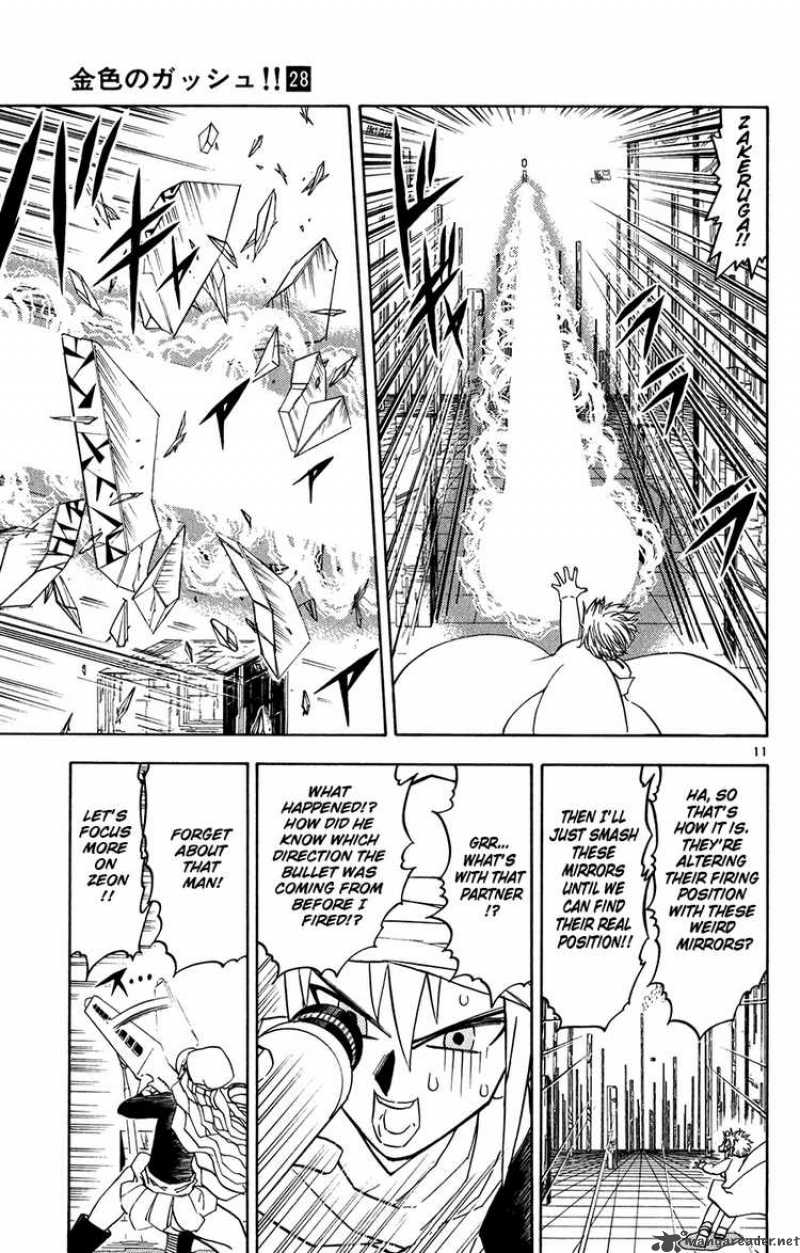 金色のガッシュ!! 28
ZAKERUGA!!
11
HA, SO
THAT'S
HOW IT IS.
THEY'RE
ALTERING
THEIR FIRING
POSITION
WITH THESE
WEIRD
MIRRORS?
THEN I'LL
JUST SMASH
THESE
MIRRORS
UNTIL WE
CAN FIND
THEIR REAL
POSITION!!
GRR...
WHAT'S
WITH THAT
PARTNER
!?
WHAT
HAPPENED!?
HOW DID HE
KNOW WHICH
DIRECTION THE
BULLET WAS
COMING FROM
BEFORE I
FIRED!?
FORGET
ABOUT
THAT
MAN!
LET'S
FOCUS
MORE
ON
ZEON
!!
mangareader.net